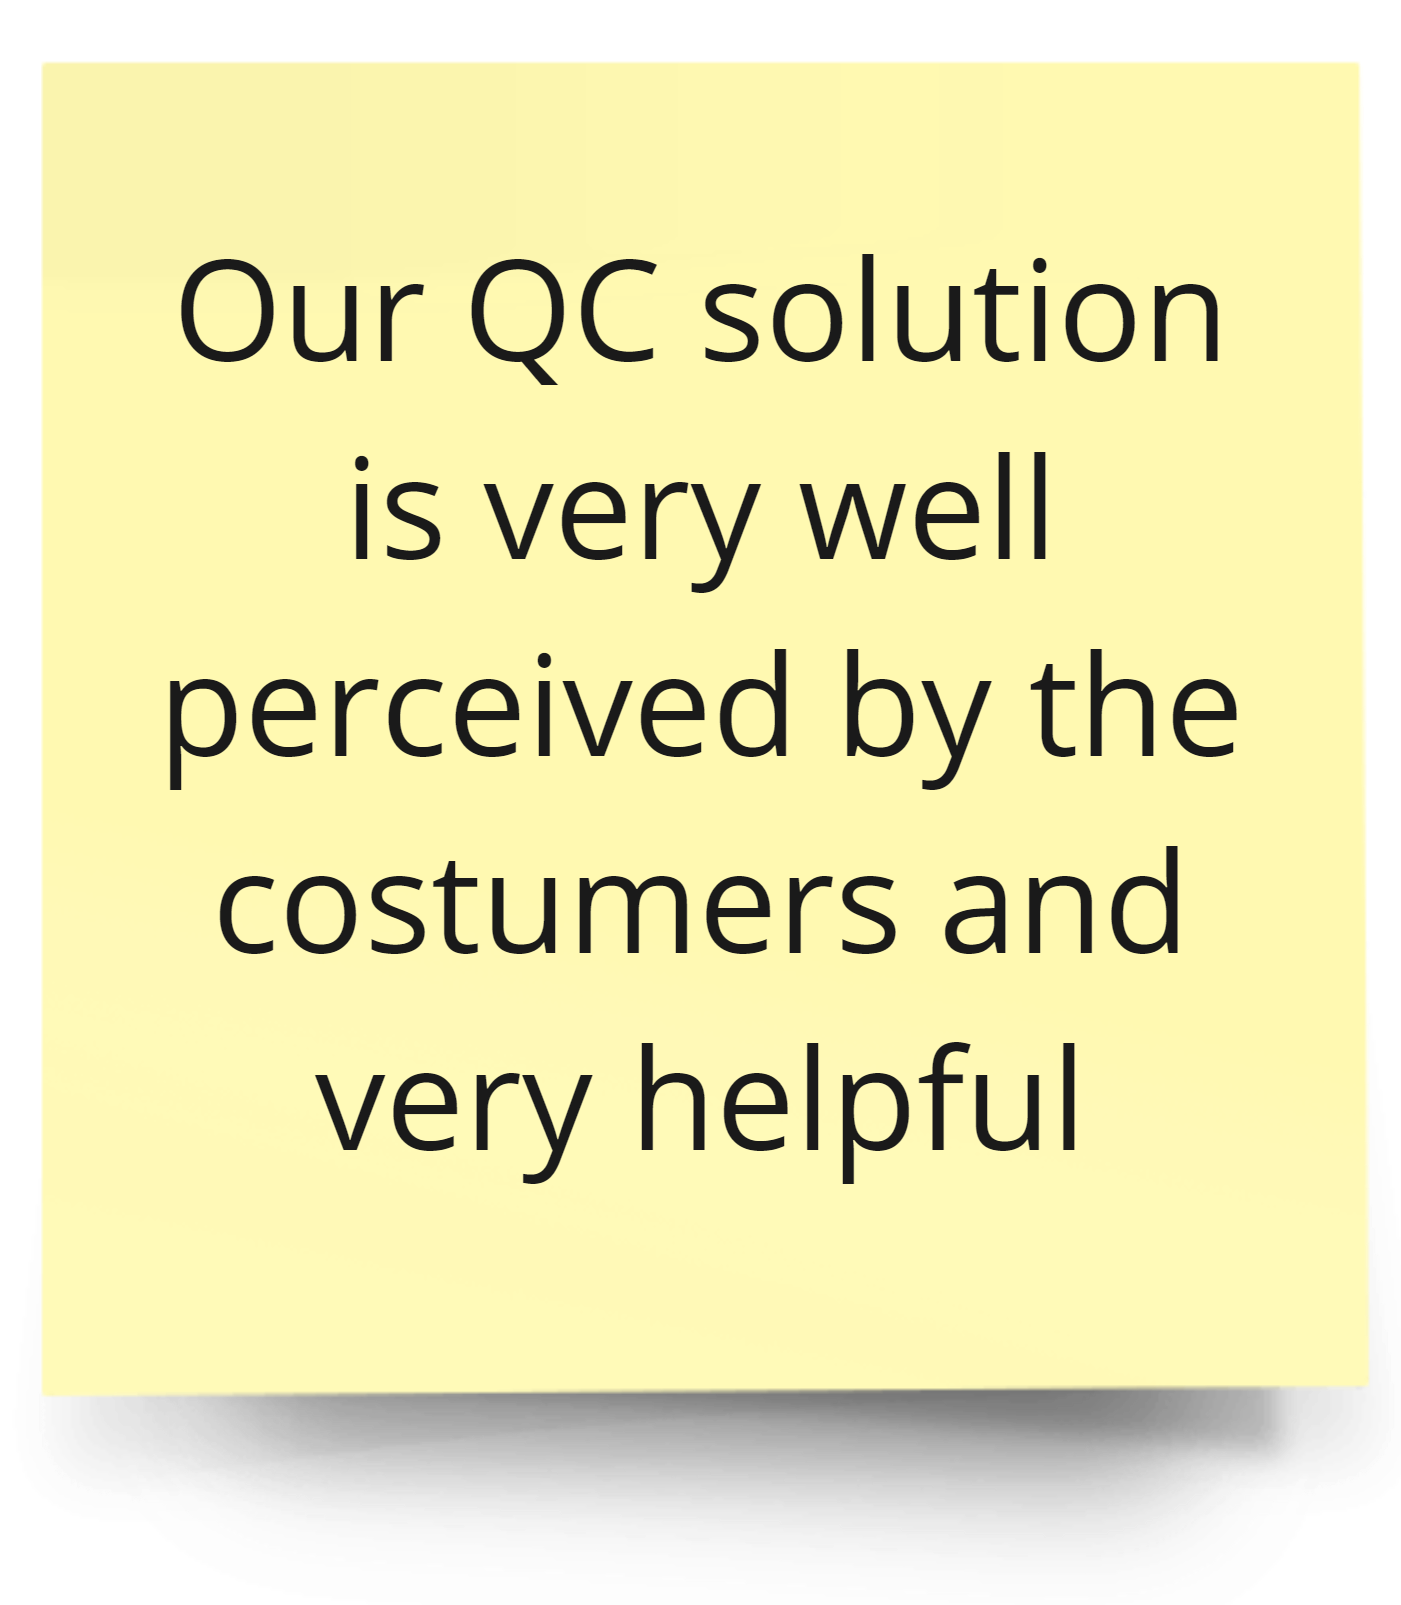 Our QC solution
is very well
perceived by the
costumers and
very helpful